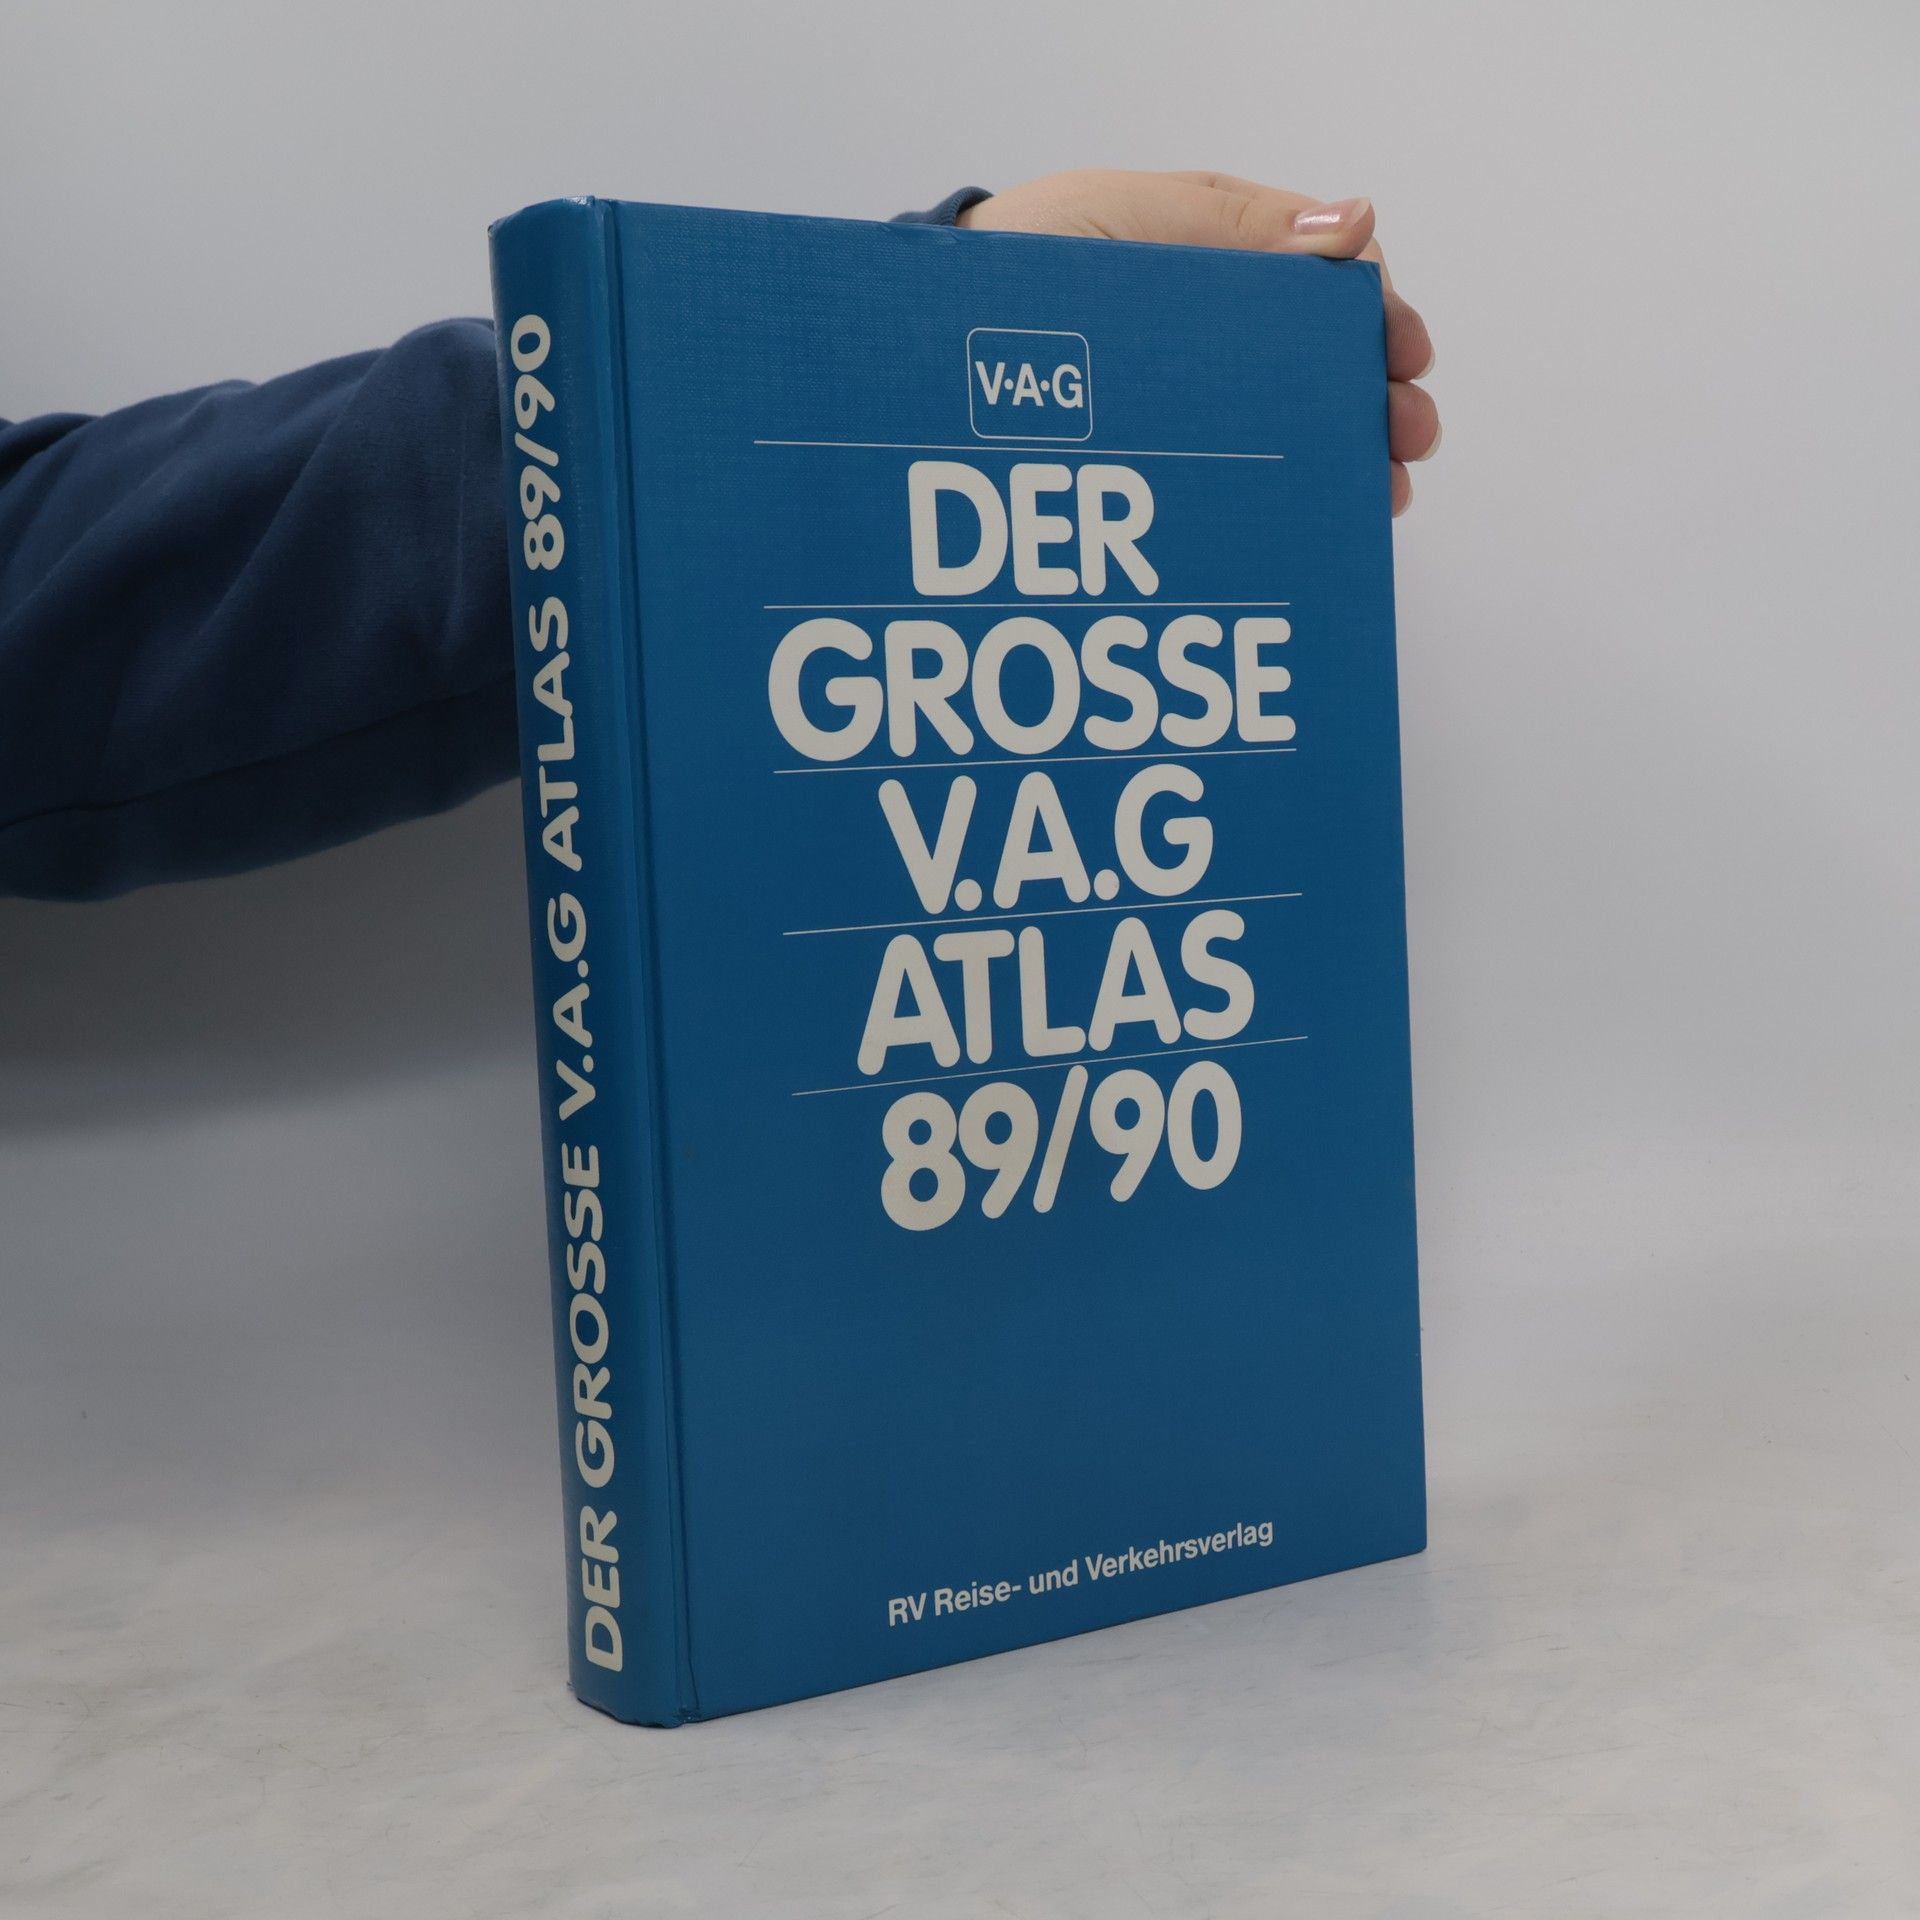 DER GROSSE V.A.G ATLAS 89/90
V·A·G
DER
GROSSE
V.A.G
ATLAS
89/90
RV Reise- und Verkehrsverlag